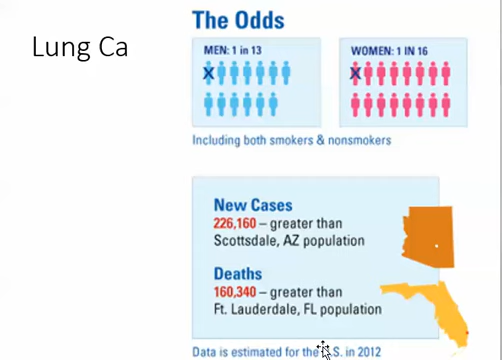 Lung Ca
The Odds
MEN: 1 in 13
WOMEN: 1 IN 16
X
X
Including both smokers & nonsmokers
New Cases
226,160 – greater than
Scottsdale, AZ population
Deaths
160,340 – greater than
Ft. Lauderdale, FL population
Data is estimated for the U.S. in 2012